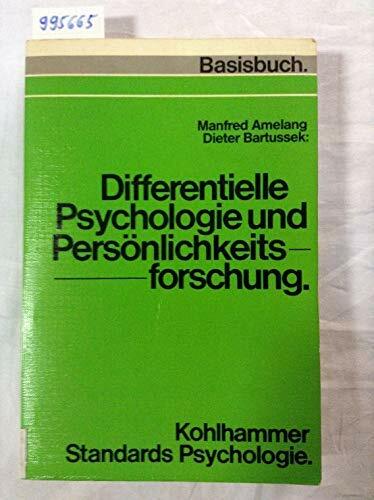 995665
Basisbuch.
Manfred Amelang
Dieter Bartussek:
Differentielle
Psychologie und
Persönlichkeits—
—forschung.
Kohlhammer
Standards Psychologie.